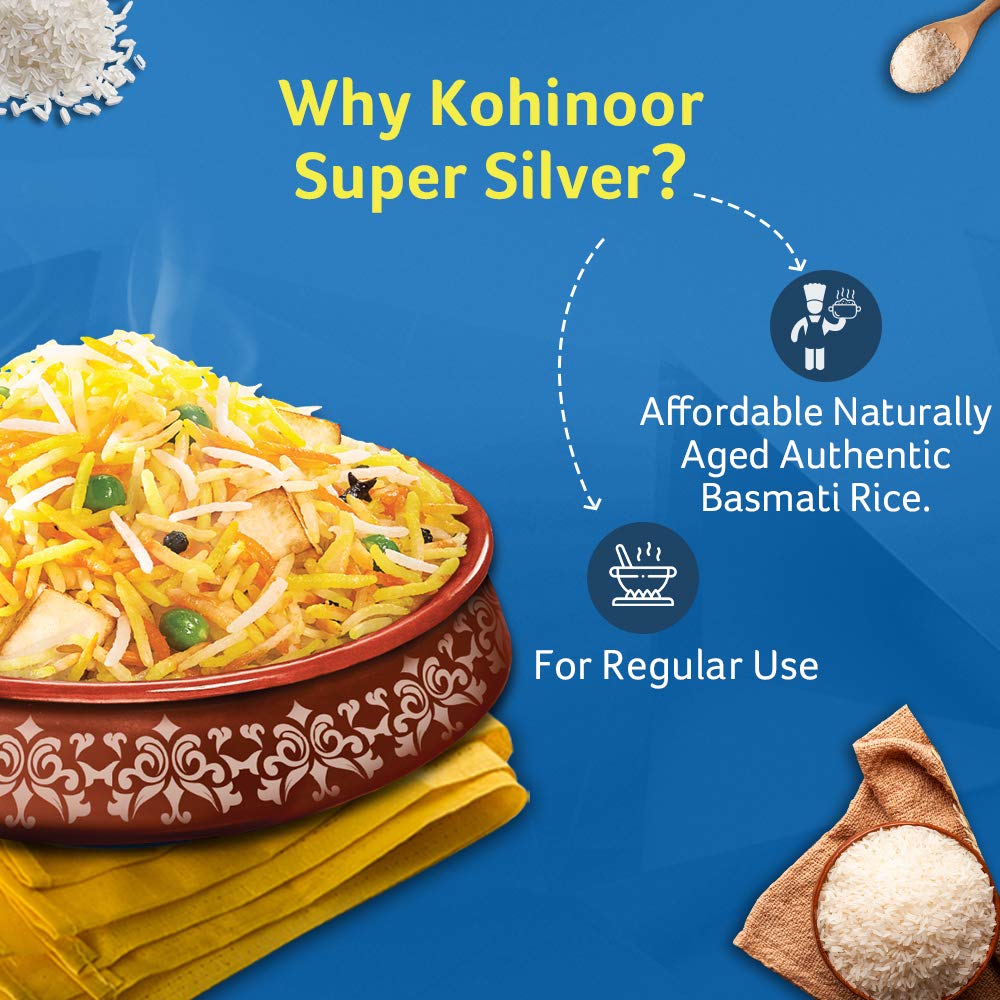 Why Kohinoor
Super Silver?
Affordable Naturally
Aged Authentic
Basmati Rice.
For Regular Use